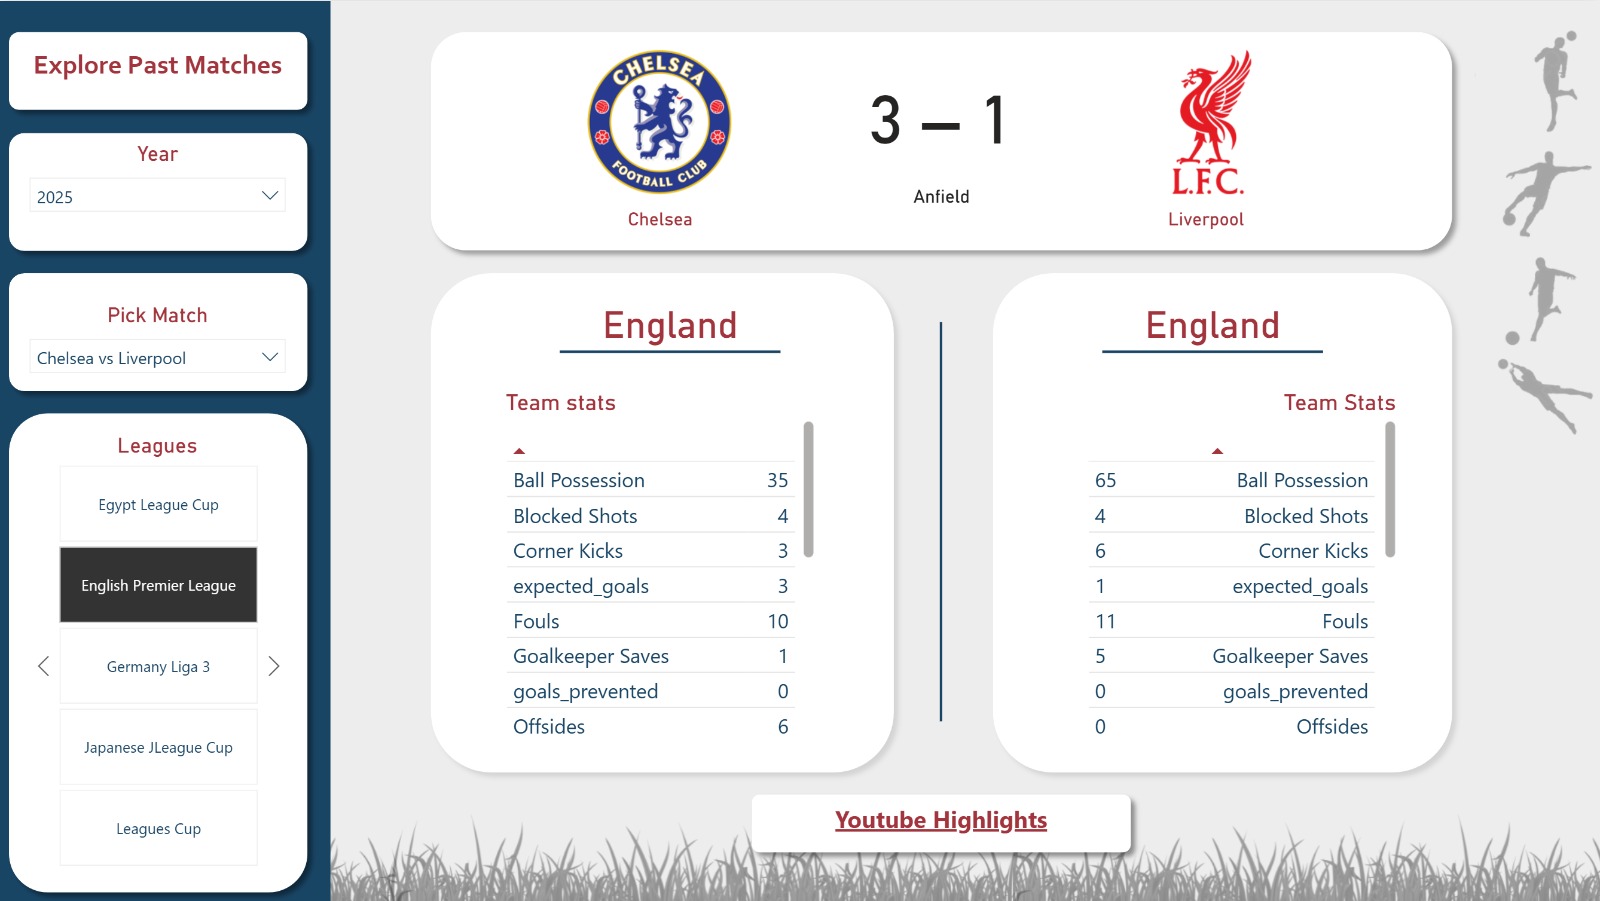 Explore Past Matches
Year
2025
Pick Match
Chelsea vs Liverpool
Leagues
Egypt League Cup
English Premier League
Germany Liga 3
Japanese JLeague Cup
Leagues Cup
CHELSEA
FOOTBALL CLUB
Chelsea
3 – 1
Anfield
L.F.C.
Liverpool
England
Team stats
Ball Possession 35
Blocked Shots 4
Corner Kicks 3
expected_goals 3
Fouls 10
Goalkeeper Saves 1
goals_prevented 0
Offsides 6
England
Team Stats
65 Ball Possession
4 Blocked Shots
6 Corner Kicks
1 expected_goals
11 Fouls
5 Goalkeeper Saves
0 goals_prevented
0 Offsides
Youtube Highlights